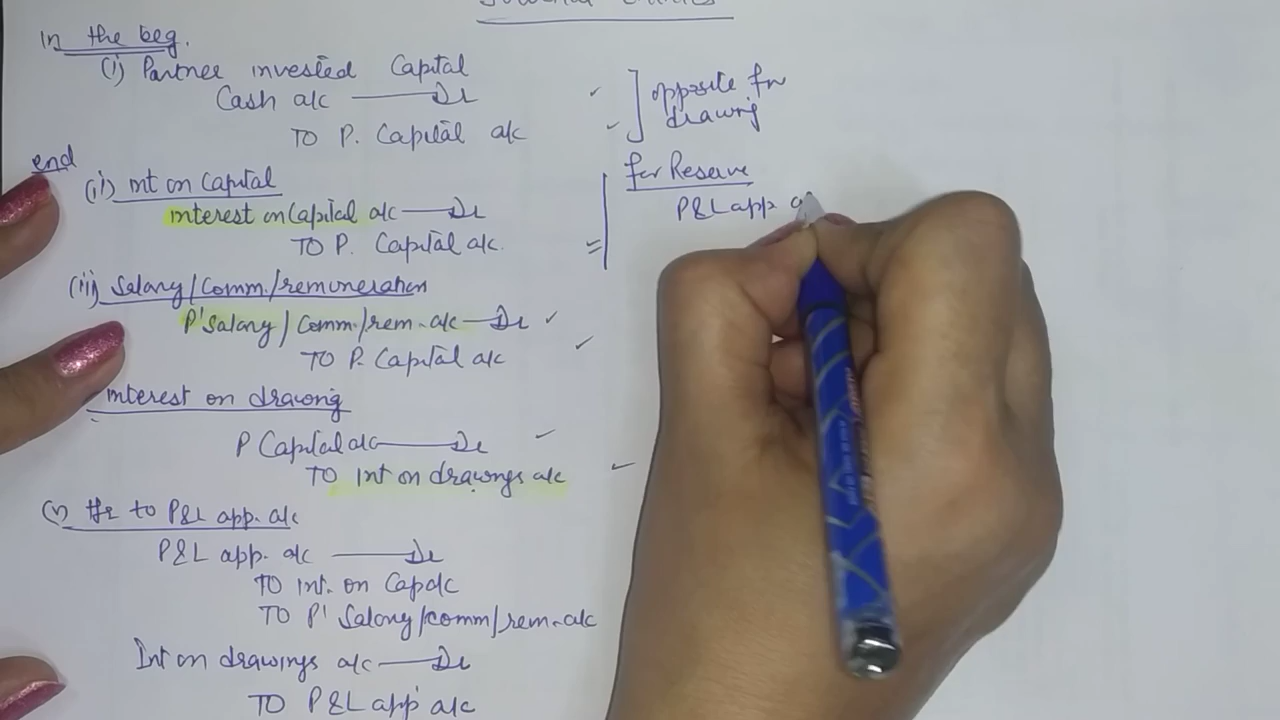 Journal Entries
In the beg.
(i) Partner invested Capital
Cash a/c —— Dr
TO P. Capital a/c
] opposite for
drawing
end
(ii) int on Capital
interest on Capital a/c —— Dr
TO P. Capital a/c.
for Reserve
P&L app a
(iii) Salary/Comm./remuneration
P' Salary/Comm./rem. a/c —— Dr
TO P. Capital a/c
interest on drawing
P Capital a/c —— Dr
TO Int on drawings a/c
(v) tfr to P&L app. a/c
P&L app. a/c —— Dr
TO Int. on Cap a/c
TO P' Salary/comm/rem. a/c
Int on drawings a/c —— Dr
TO P&L app a/c